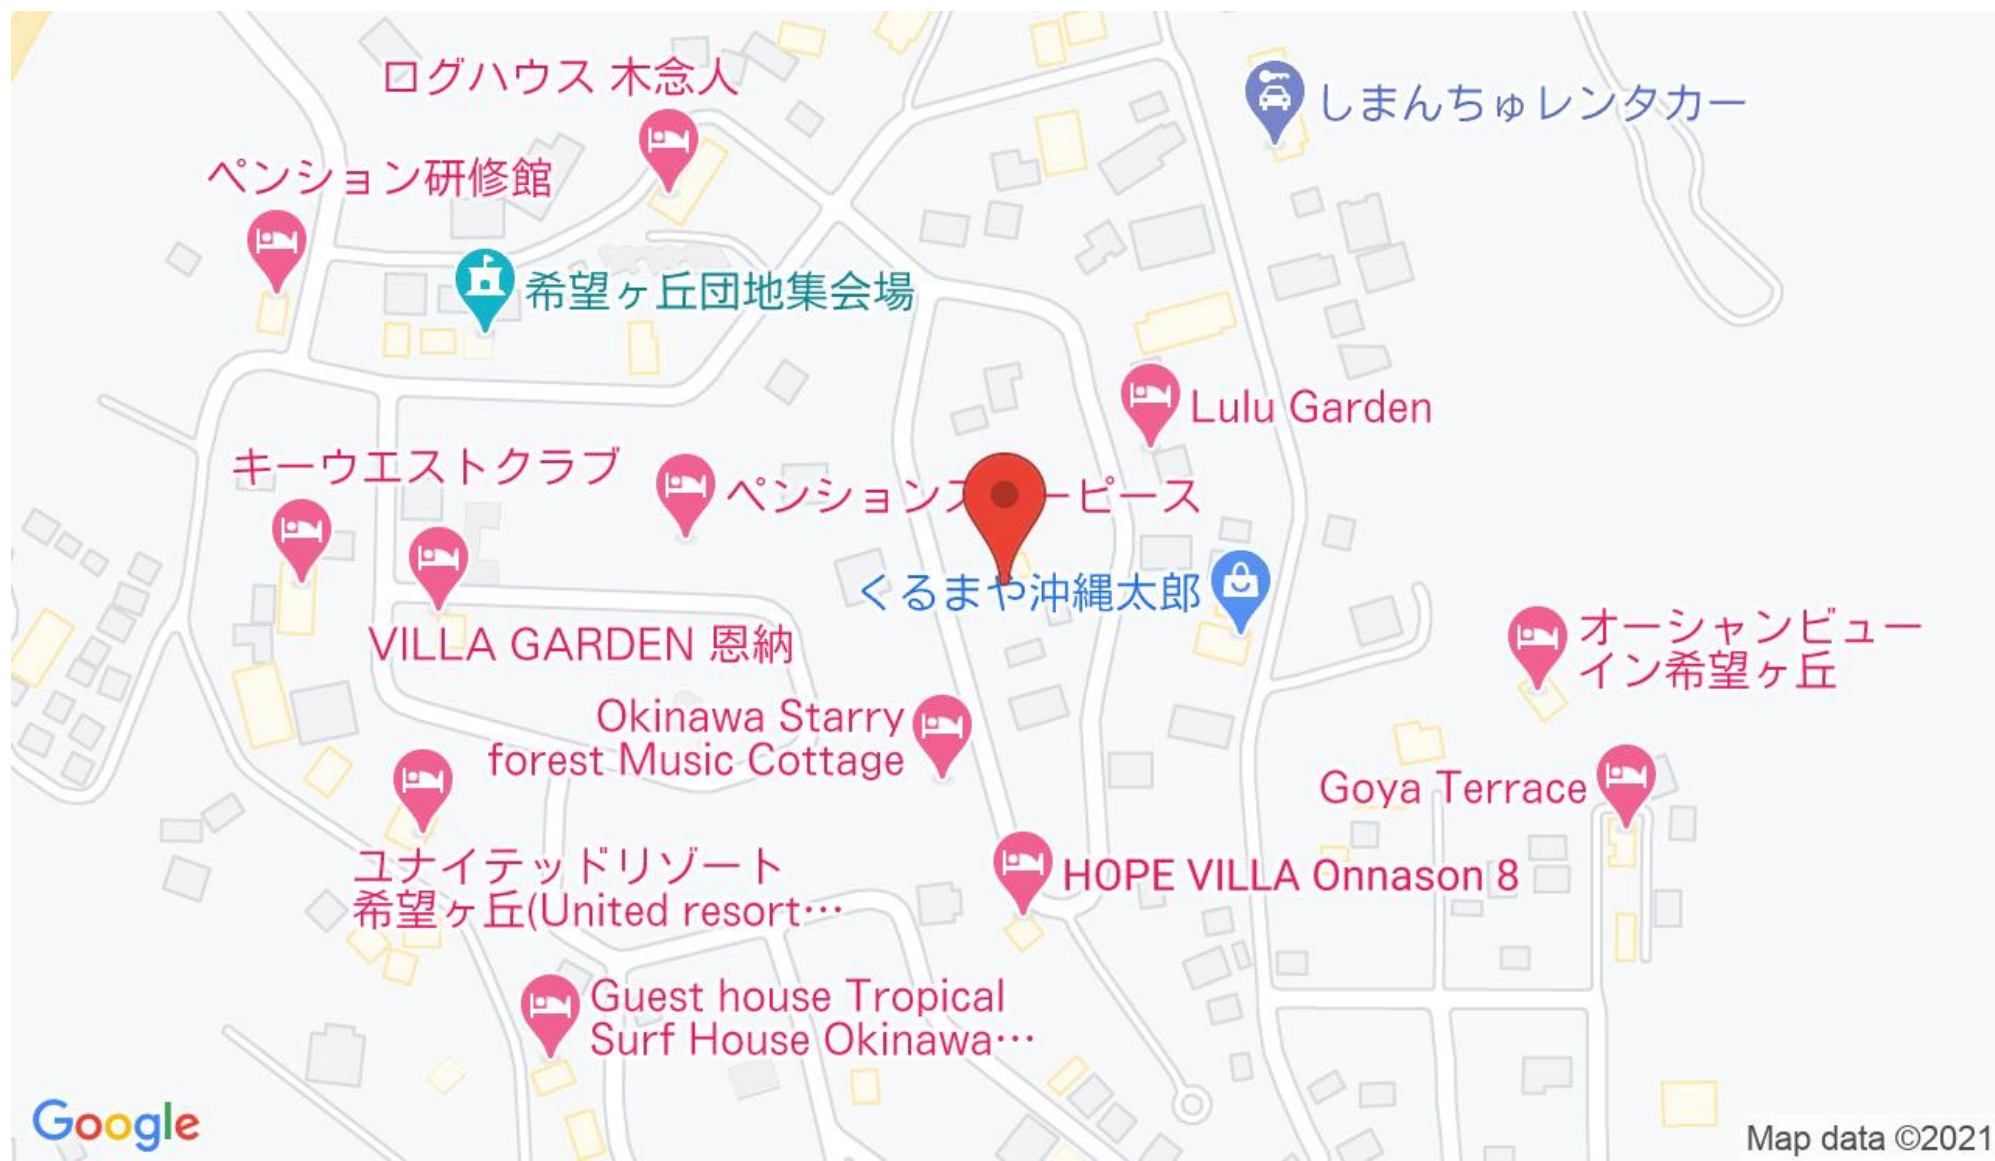 ログハウス 木念人
しまんちゅレンタカー
ペンション研修館
希望ヶ丘団地集会場
Lulu Garden
キーウエストクラブ
ペンション
ーピース
くるまや沖縄太郎
VILLA GARDEN 恩納
オーシャンビュー
イン希望ヶ丘
Okinawa Starry
forest Music Cottage
Goya Terrace
ユナイテッドリゾート
希望ヶ丘(United resort…
HOPE VILLA Onnason 8
Guest house Tropical
Surf House Okinawa…
Google
Map data ©2021